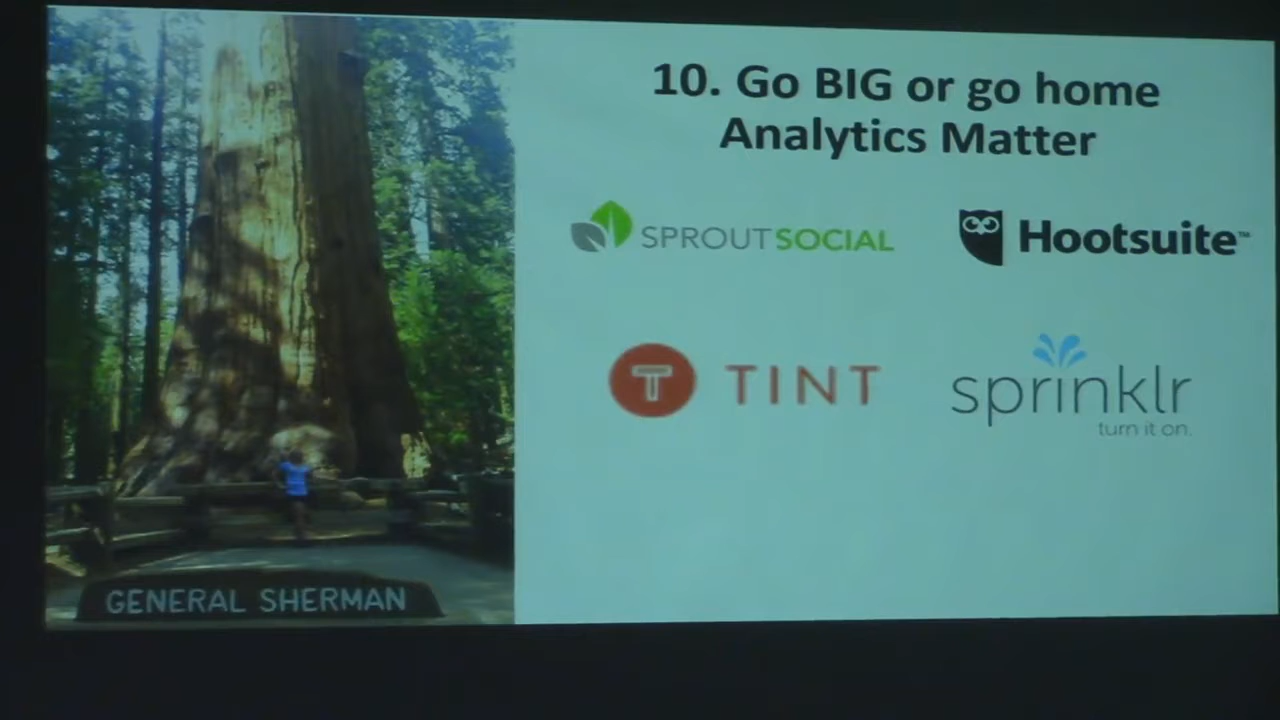 10. Go BIG or go home
Analytics Matter
SPROUTSOCIAL
Hootsuite™
T TINT
sprinklr
turn it on.
GENERAL SHERMAN